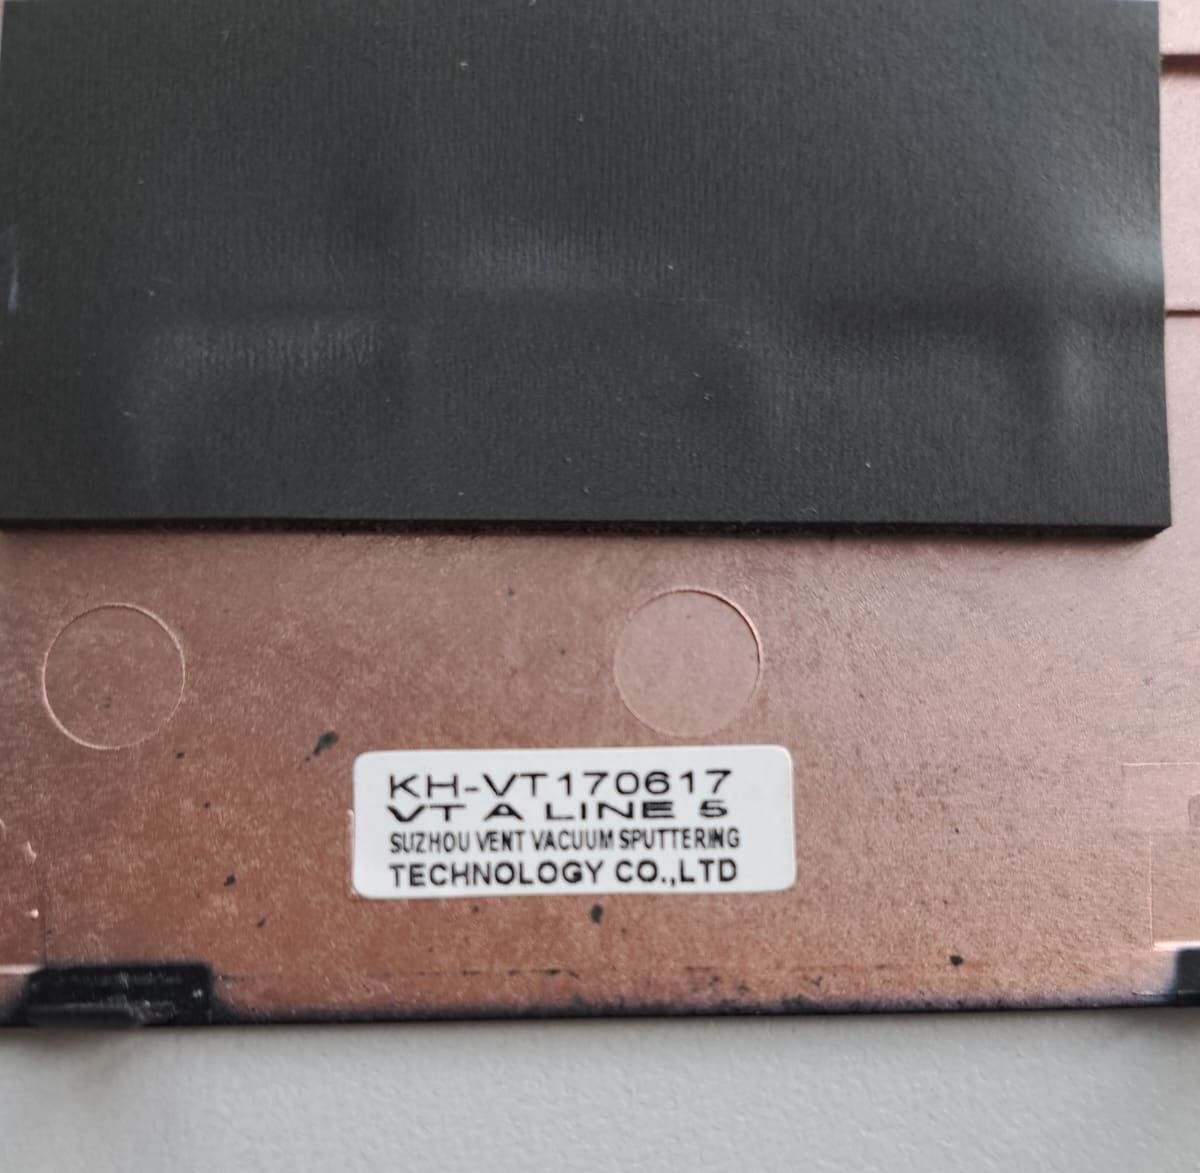 KH-VT170617
VT A LINE 5
SUZHOU VENT VACUUM SPUTTERING
TECHNOLOGY CO.,LTD